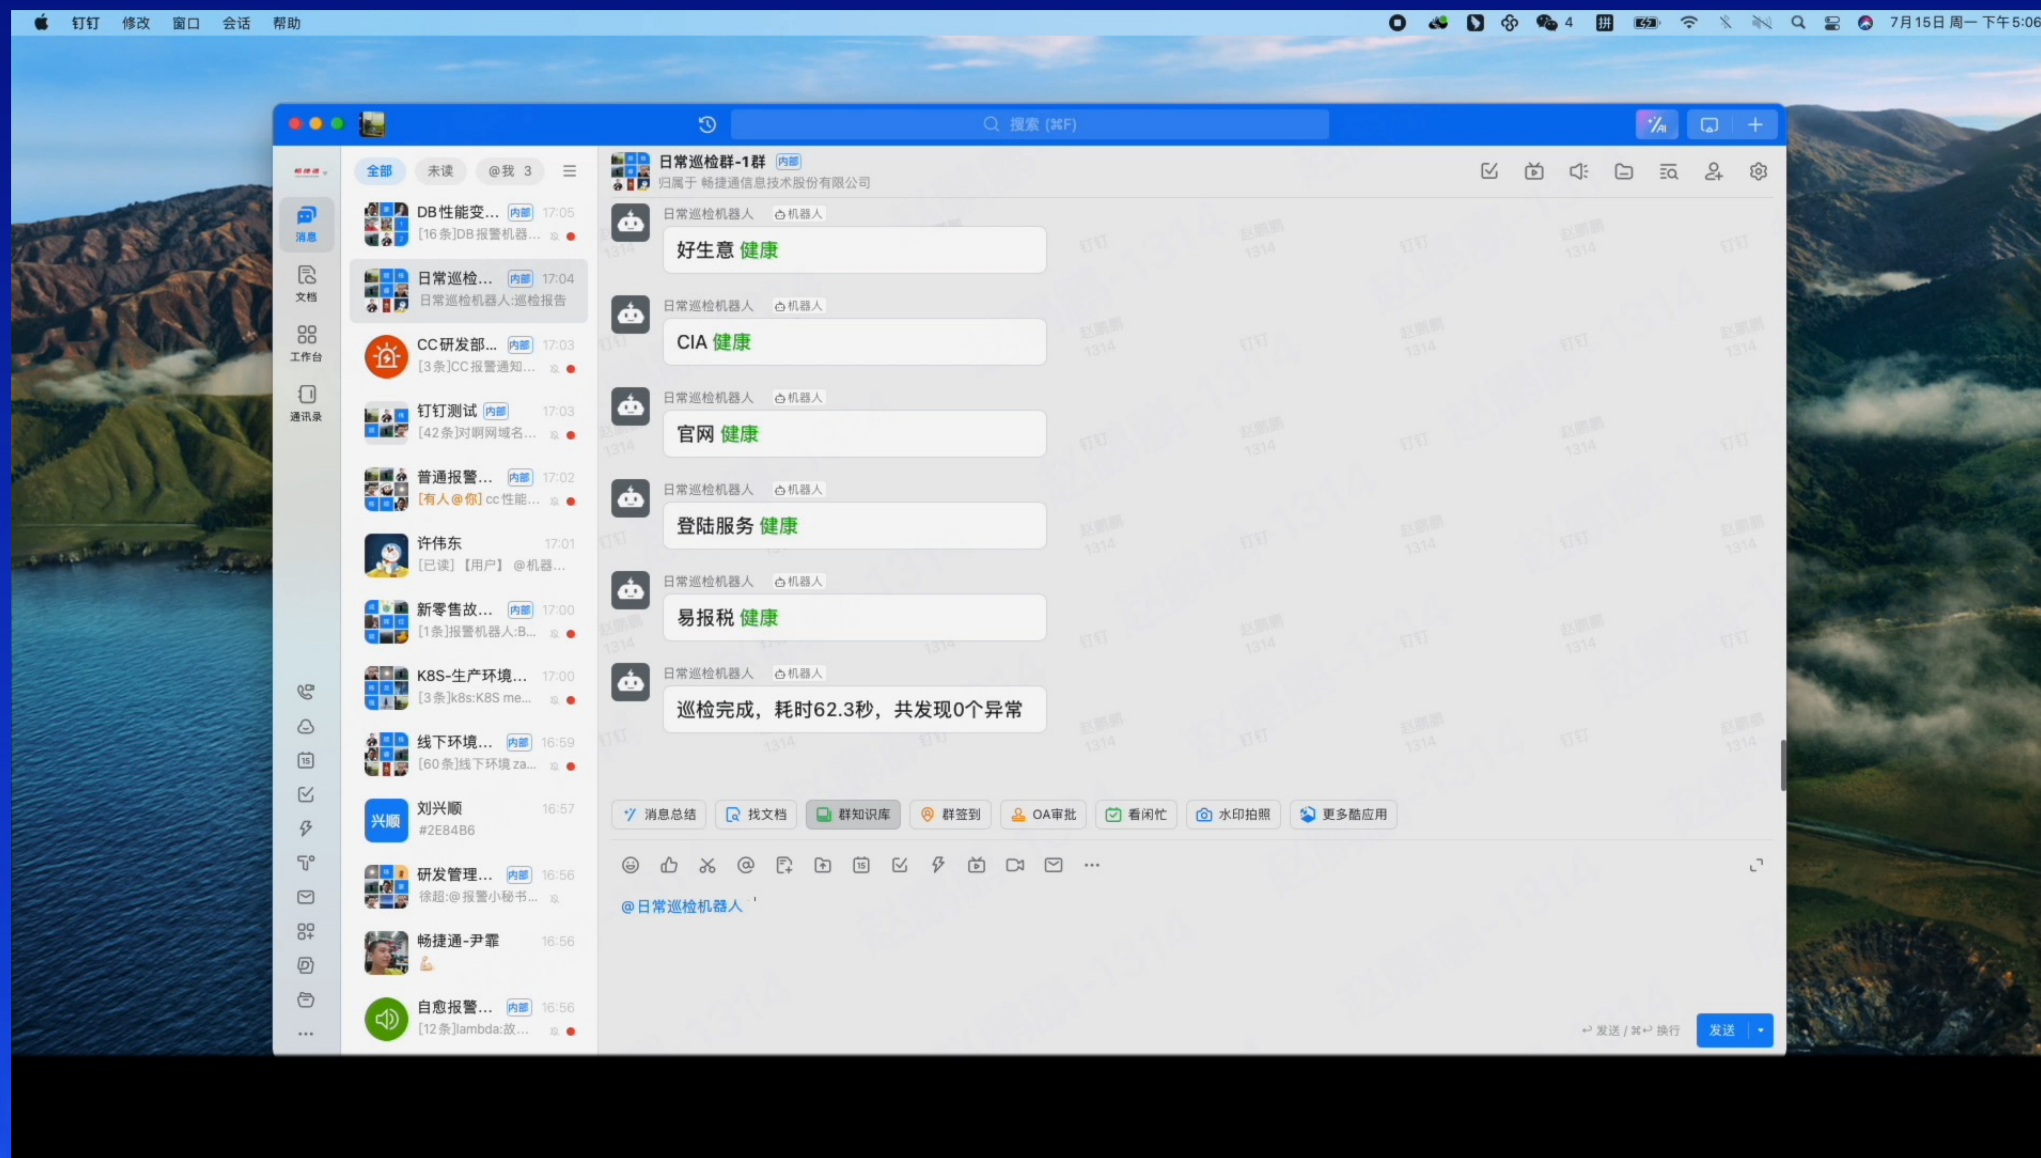 钉钉 修改 窗口 会话 帮助
4 拼 7月15日 周一 下午5:06
搜索 (⌘F)
AI
畅捷通
全部 未读 @我 3
消息
文档
工作台
通讯录
DB性能变... 内部 17:05
[16条]DB报警机器...
日常巡检... 内部 17:04
日常巡检机器人:巡检报告
CC研发部... 内部 17:03
[3条]CC报警通知...
钉钉测试 内部 17:03
[42条]对啊网域名...
普通报警... 内部 17:02
[有人@你] cc性能...
许伟东 17:01
[已读]【用户】 @机器...
新零售故... 内部 17:00
[1条]报警机器人:B...
K8S-生产环境... 17:00
[3条]k8s:K8S me...
线下环境... 内部 16:59
[60条]线下环境za...
兴顺
刘兴顺 16:57
#2E84B6
研发管理... 内部 16:56
徐超:@报警小秘书...
畅捷通-尹霏 16:56
自愈报警... 内部 16:56
[12条]lambda:故...
日常巡检群-1群 内部
归属于 畅捷通信息技术股份有限公司
日常巡检机器人 机器人
好生意 健康
日常巡检机器人 机器人
CIA 健康
日常巡检机器人 机器人
官网 健康
日常巡检机器人 机器人
登陆服务 健康
日常巡检机器人 机器人
易报税 健康
日常巡检机器人 机器人
巡检完成，耗时62.3秒，共发现0个异常
消息总结 找文档 群知识库 群签到 OA审批 看闲忙 水印拍照 更多酷应用
@日常巡检机器人
发送 / ⌘ 换行 发送
钉钉
赵鹏鹏
1314